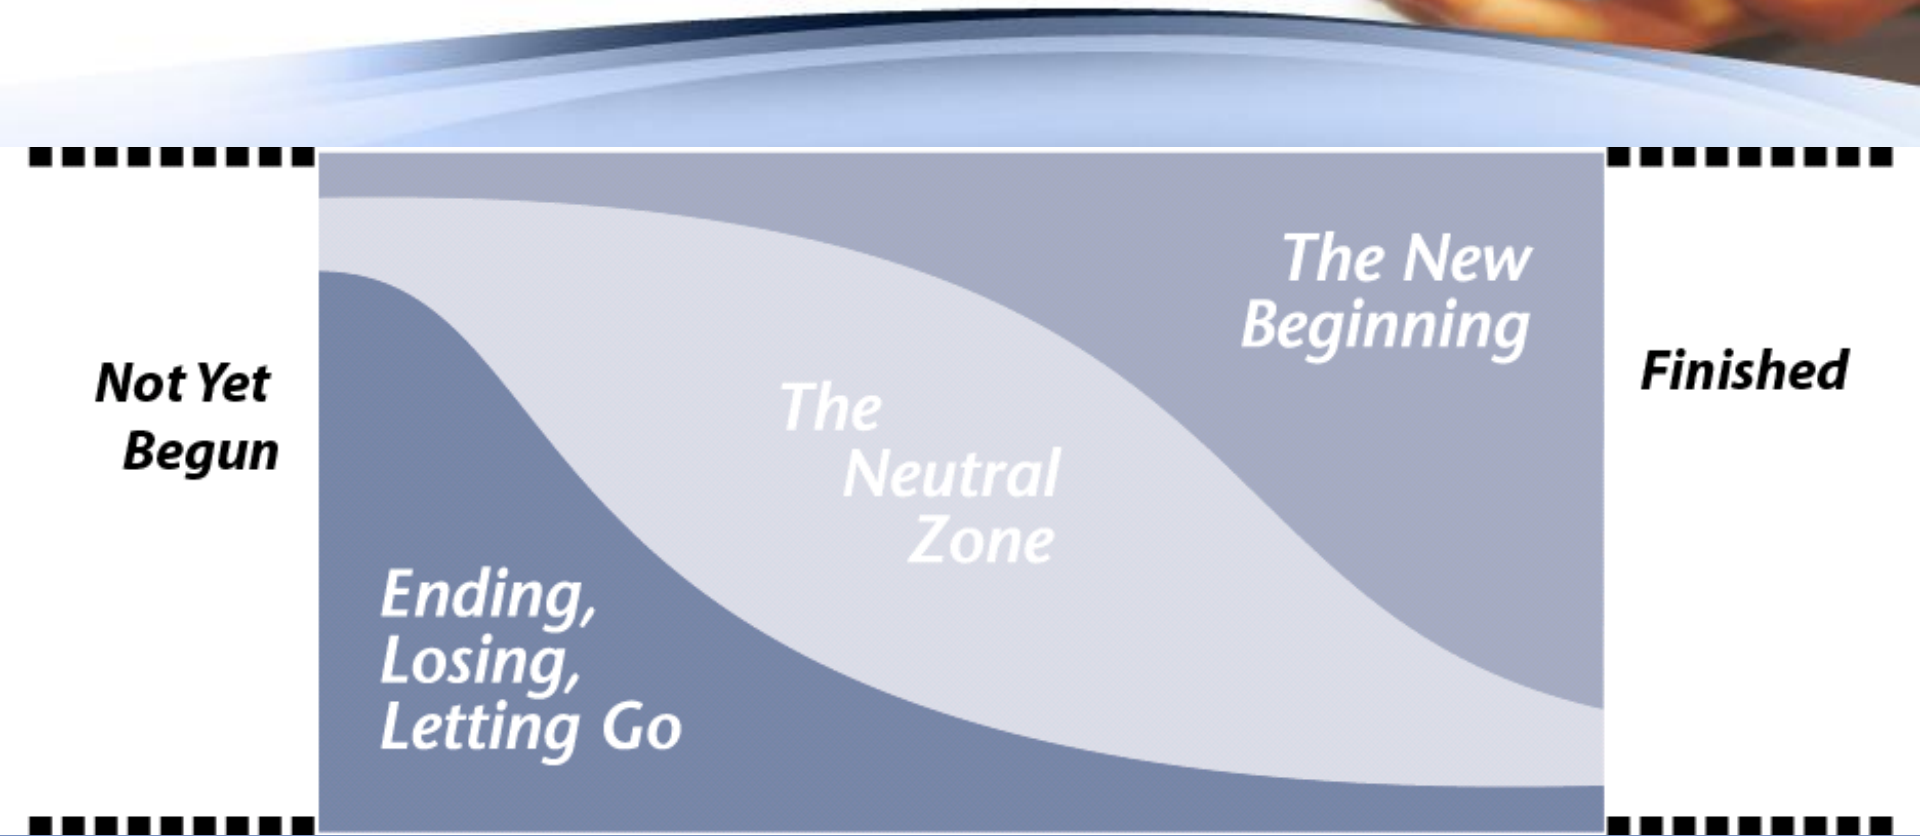 Not Yet
Begun
Ending,
Losing,
Letting Go
The
Neutral
Zone
The New
Beginning
Finished